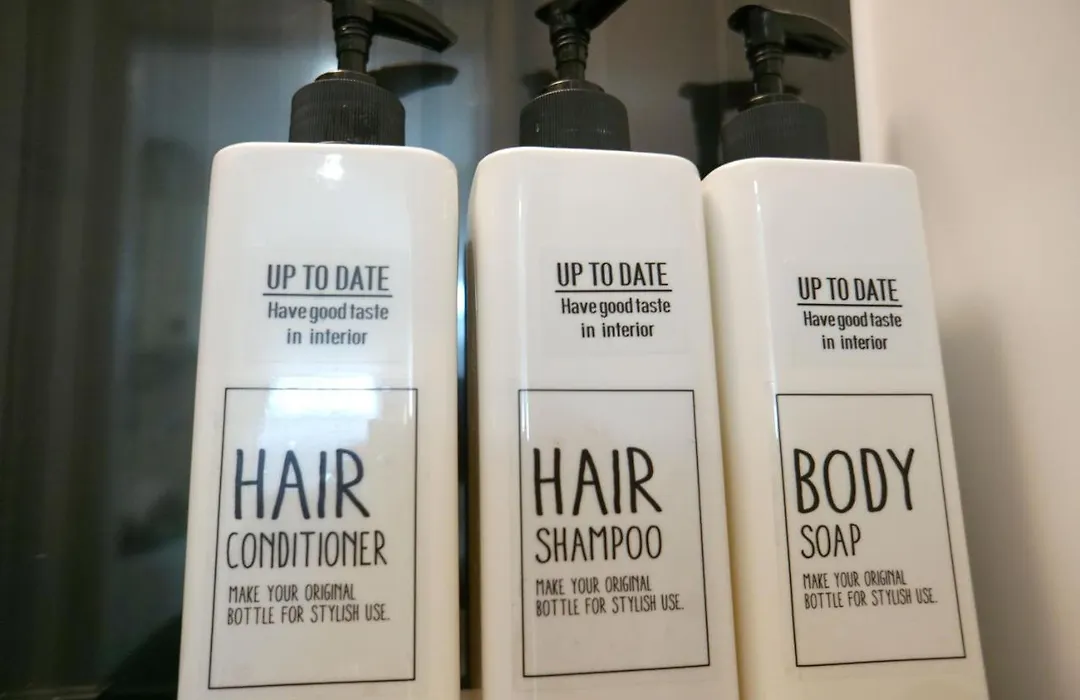 UP TO DATE
Have good taste
in interior
HAIR
CONDITIONER
MAKE YOUR ORIGINAL
BOTTLE FOR STYLISH USE.
UP TO DATE
Have good taste
in interior
HAIR
SHAMPOO
MAKE YOUR ORIGINAL
BOTTLE FOR STYLISH USE.
UP TO DATE
Have good taste
in interior
BODY
SOAP
MAKE YOUR ORIGINAL
BOTTLE FOR STYLISH USE.